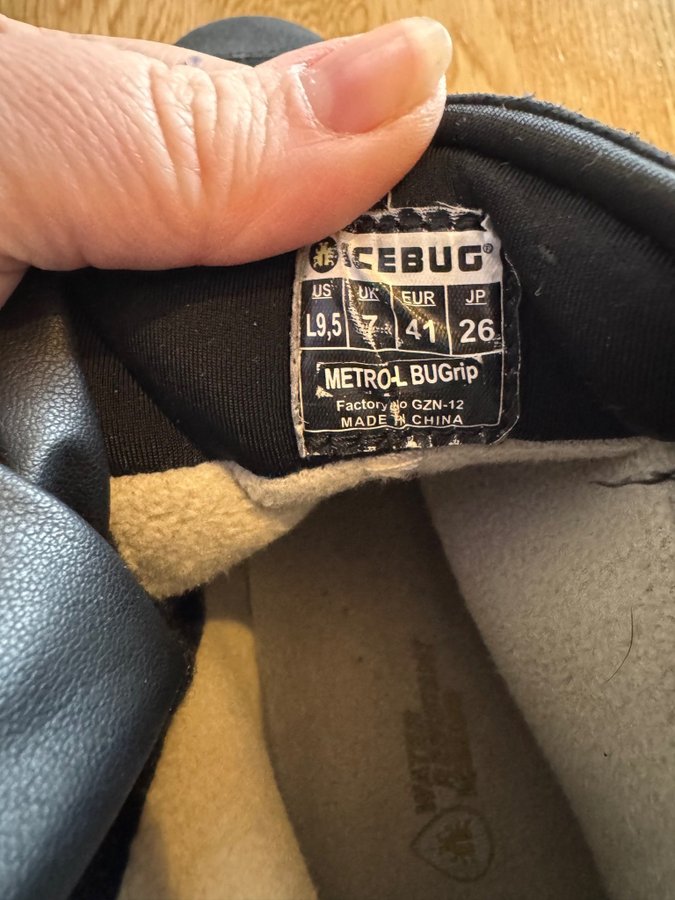 ICEBUG®
US UK EUR JP
L9,5 7 41 26
METRO-L BUGrip
Factory No GZN-12
MADE IN CHINA